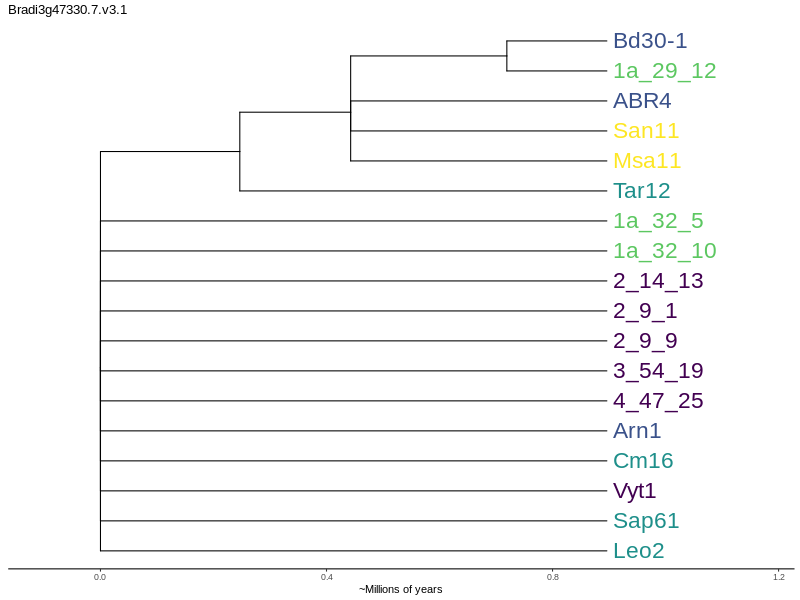 Bradi3g47330.7.v3.1
Bd30-1
1a_29_12
ABR4
San11
Msa11
Tar12
1a_32_5
1a_32_10
2_14_13
2_9_1
2_9_9
3_54_19
4_47_25
Arn1
Cm16
Vyt1
Sap61
Leo2
0.0 0.4 0.8 1.2
~Millions of years